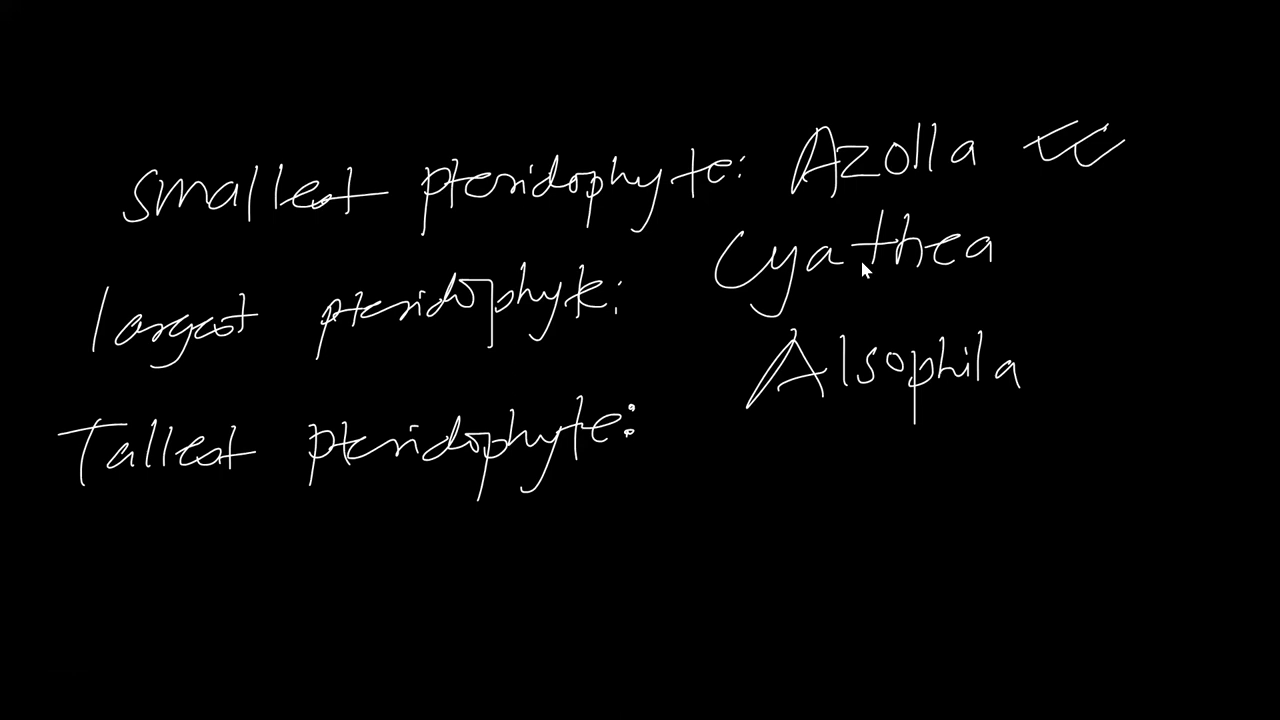 smallest pteridophyte: Azolla
largest pteridophyte: Cyathea
Tallest pteridophyte: Alsophila